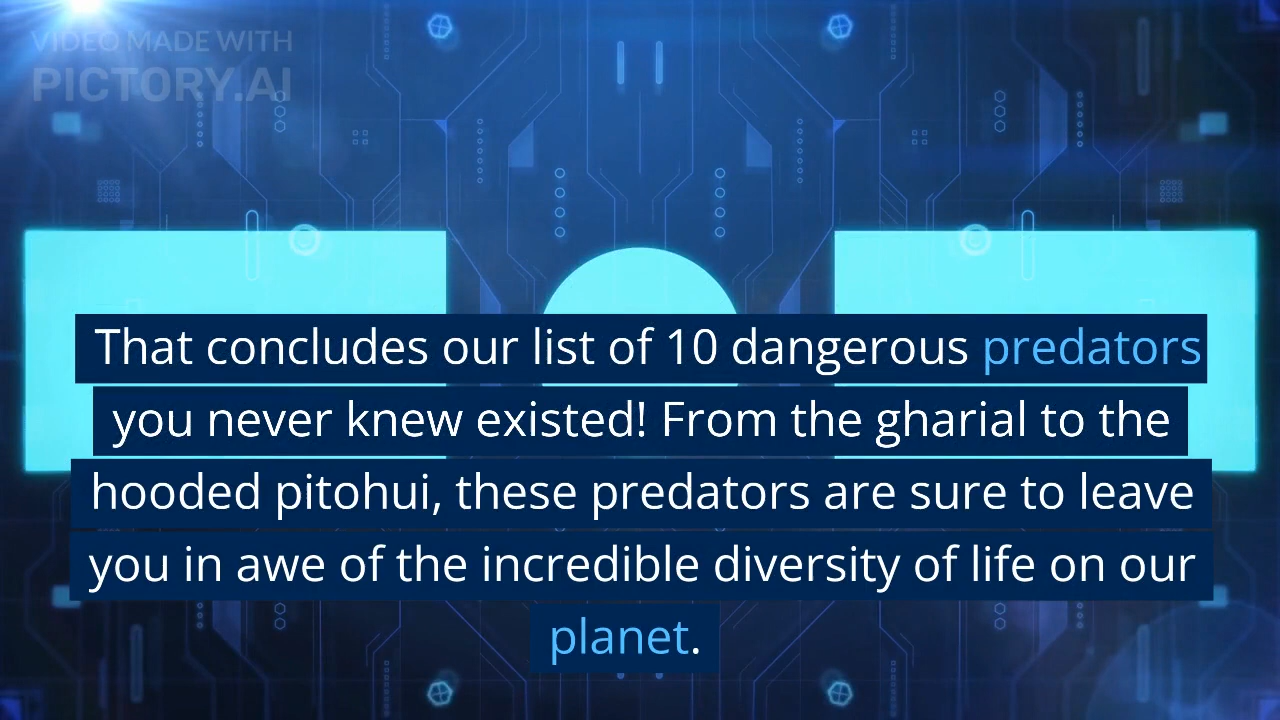 VIDEO MADE WITH
PICTORY.AI
That concludes our list of 10 dangerous predators
you never knew existed! From the gharial to the
hooded pitohui, these predators are sure to leave
you in awe of the incredible diversity of life on our
planet.